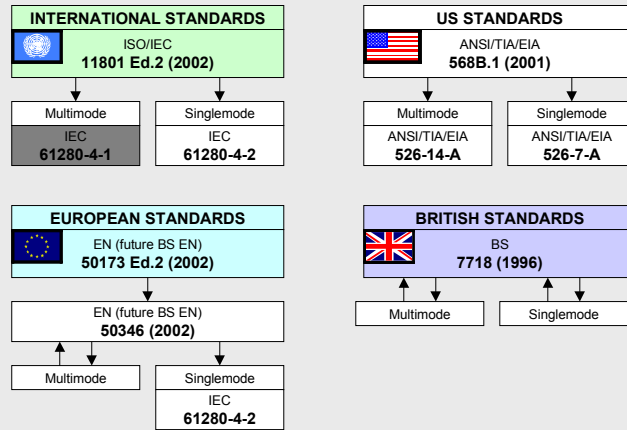 INTERNATIONAL STANDARDS
ISO/IEC
11801 Ed.2 (2002)
Multimode
IEC
61280-4-1
Singlemode
IEC
61280-4-2
US STANDARDS
ANSI/TIA/EIA
568B.1 (2001)
Multimode
ANSI/TIA/EIA
526-14-A
Singlemode
ANSI/TIA/EIA
526-7-A
EUROPEAN STANDARDS
EN (future BS EN)
50173 Ed.2 (2002)
EN (future BS EN)
50346 (2002)
Multimode
Singlemode
IEC
61280-4-2
BRITISH STANDARDS
BS
7718 (1996)
Multimode
Singlemode